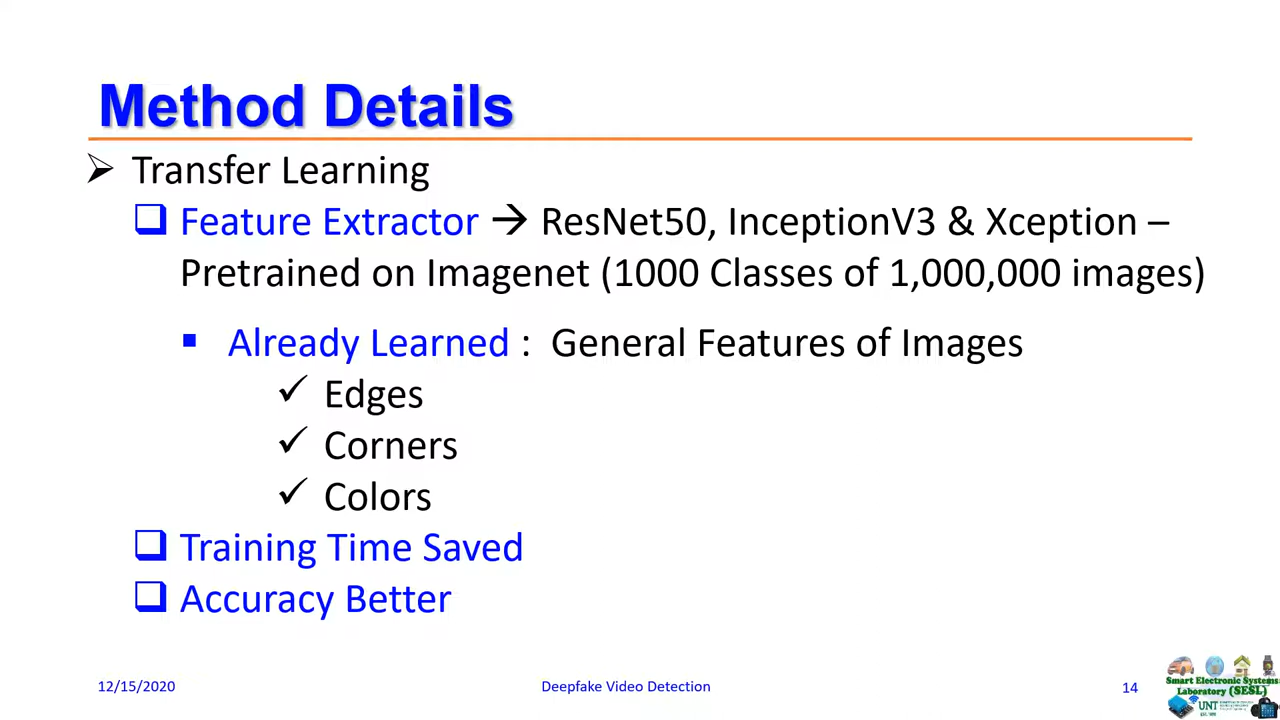 Method Details
➢ Transfer Learning
❑ Feature Extractor → ResNet50, InceptionV3 & Xception –
Pretrained on Imagenet (1000 Classes of 1,000,000 images)
▪ Already Learned : General Features of Images
✓ Edges
✓ Corners
✓ Colors
❑ Training Time Saved
❑ Accuracy Better
12/15/2020
Deepfake Video Detection
14
Smart Electronic Systems
Laboratory (SESL)
UNT